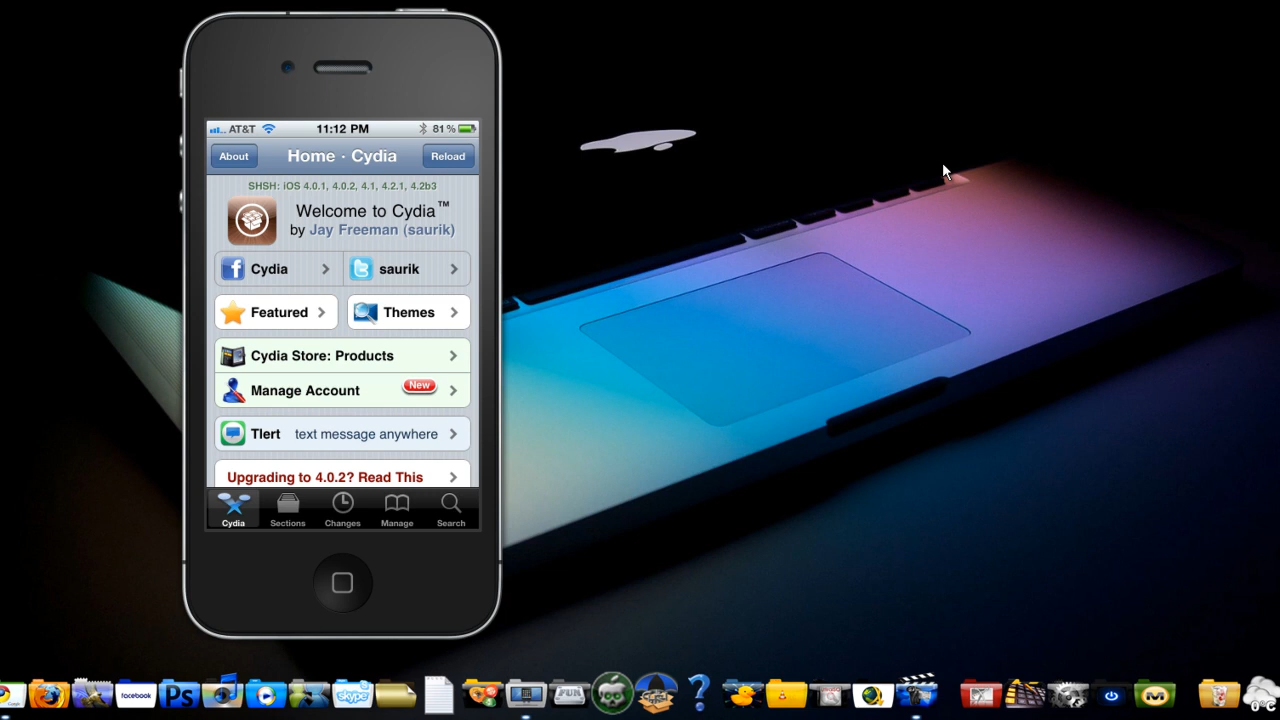 AT&T 11:12 PM 81%
About Home · Cydia Reload
SHSH: iOS 4.0.1, 4.0.2, 4.1, 4.2.1, 4.2b3
Welcome to Cydia™
by Jay Freeman (saurik)
Cydia saurik
Featured Themes
Cydia Store: Products
Manage Account New
Tlert text message anywhere
Upgrading to 4.0.2? Read This
Cydia Sections Changes Manage Search
facebook Ps skype FUN ? 0°C